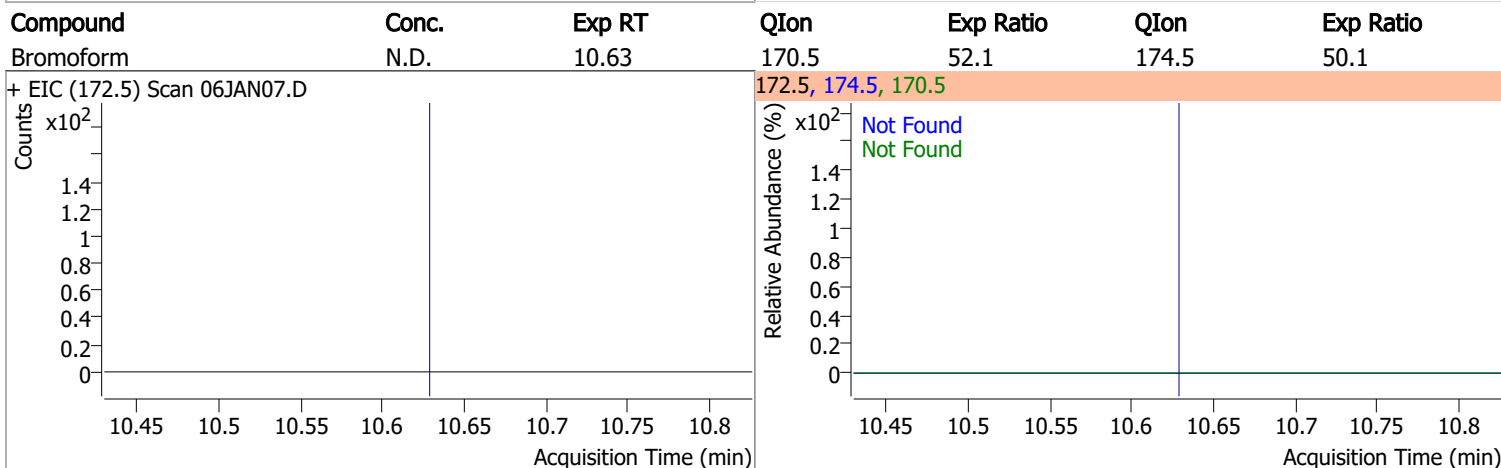 Compound Conc. Exp RT QIon Exp Ratio QIon Exp Ratio
Bromoform N.D. 10.63 170.5 52.1 174.5 50.1
+ EIC (172.5) Scan 06JAN07.D
Counts
x10²
1.4
1.2
1
0.8
0.6
0.4
0.2
0
10.45 10.5 10.55 10.6 10.65 10.7 10.75 10.8
Acquisition Time (min)
172.5, 174.5, 170.5
Relative Abundance (%)
x10²
Not Found
Not Found
1.4
1.2
1
0.8
0.6
0.4
0.2
0
10.45 10.5 10.55 10.6 10.65 10.7 10.75 10.8
Acquisition Time (min)